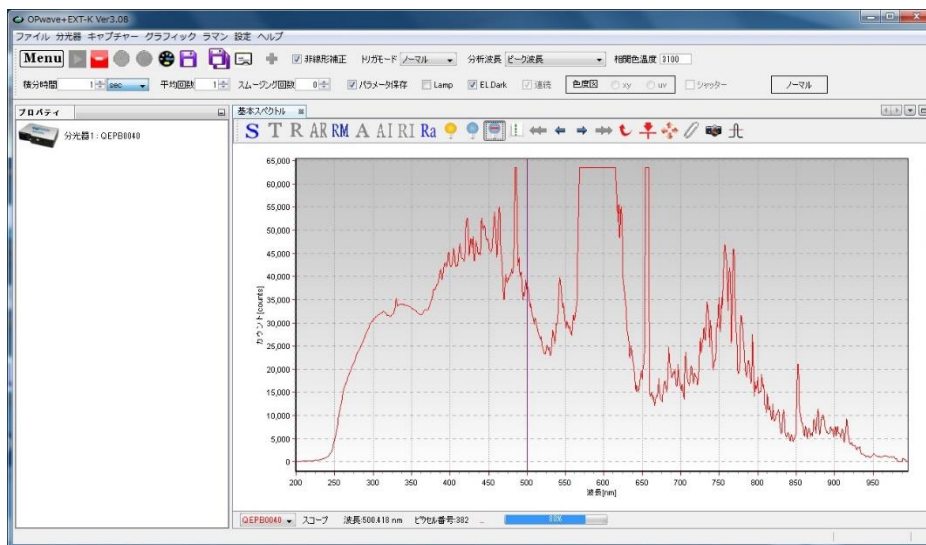 OPwave+EXT-K Ver3.08
ファイル 分光器 キャプチャー グラフィック ラマン 設定 ヘルプ
Menu 非線形補正 トリガモード ノーマル 分析波長 ピーク波長 相関色温度 3100
積分時間 1 sec 平均回数 1 スムージング回数 0 パラメータ保存 Lamp EL.Dark 連続 色度図 xy uv シャッター ノーマル
プロパティ
分光器1：QEPB0040
基本スペクトル
S T R AR RM A AI RI Ra
65,000
60,000
55,000
50,000
45,000
40,000
35,000
30,000
25,000
20,000
15,000
10,000
5,000
0
カウント[counts]
200 250 300 350 400 450 500 550 600 650 700 750 800 850 900 950
波長[nm]
QEPB0040 スコープ 波長:500.418 nm ピクセル番号:382